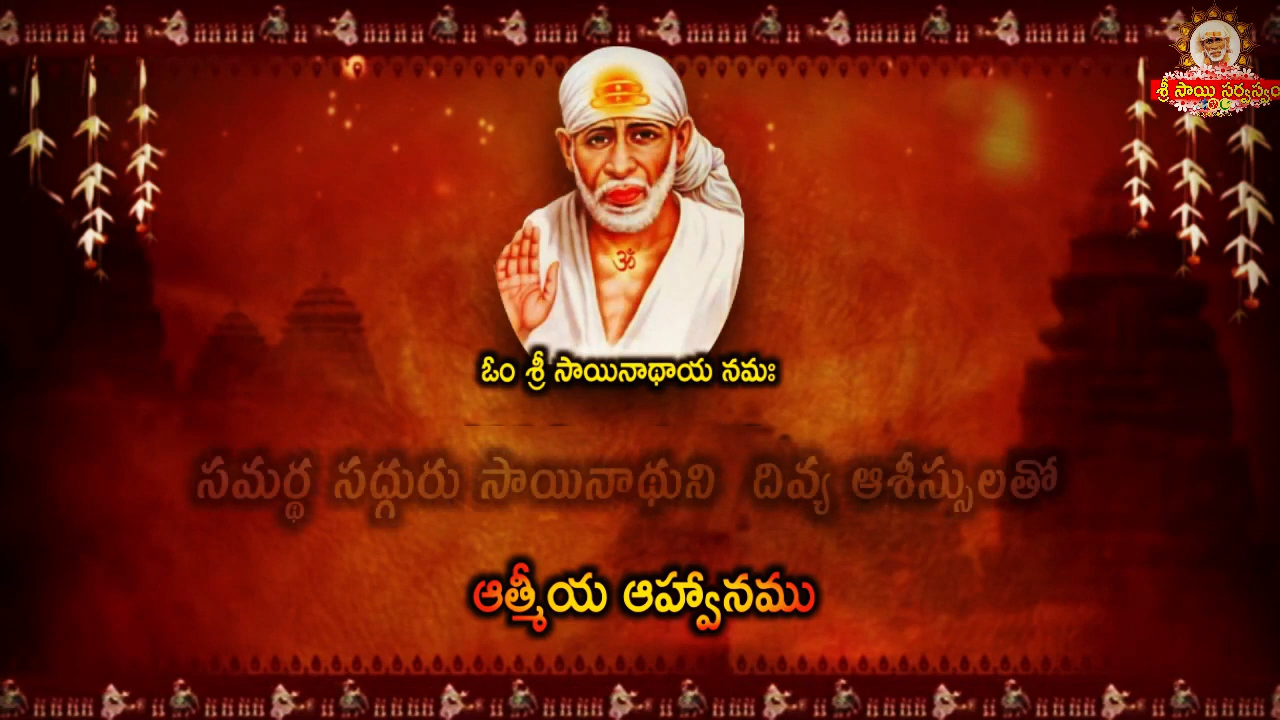 శ్రీ సాయి సర్వస్వం
ॐ
ఓం శ్రీ సాయినాథాయ నమః
సమర్థ సద్గురు సాయినాథుని దివ్య ఆశీస్సులతో
ఆత్మీయ ఆహ్వానము